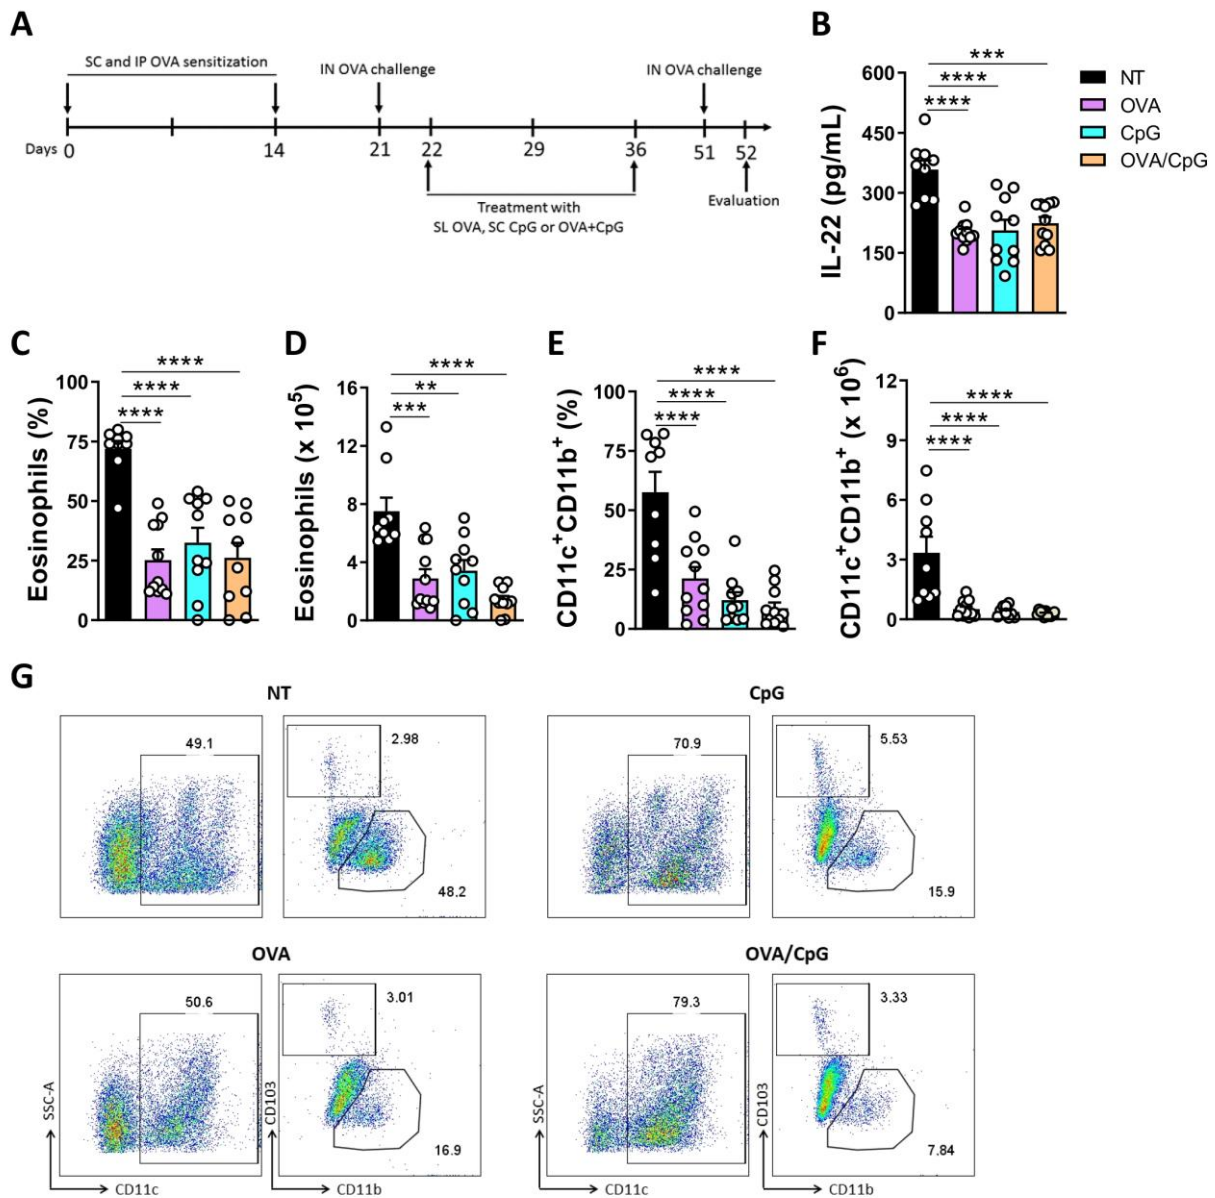 A
SC and IP OVA sensitization
IN OVA challenge
IN OVA challenge
Days 0 14 21 22 29 36 51 52
Treatment with
SL OVA, SC CpG or OVA+CpG
Evaluation
B
IL-22 (pg/mL)
600
450
300
150
0
***
****
****
NT
OVA
CpG
OVA/CpG
C
Eosinophils (%)
100
75
50
25
0
****
****
****
D
Eosinophils (x 10⁵)
16
12
8
4
0
****
**
***
E
CD11c⁺CD11b⁺ (%)
100
75
50
25
0
****
****
****
F
CD11c⁺CD11b⁺ (x 10⁶)
12
9
6
3
0
****
****
****
G
NT
49.1
2.98
48.2
CpG
70.9
5.53
15.9
OVA
50.6
3.01
16.9
SSC-A
CD11c
CD103
CD11b
OVA/CpG
79.3
3.33
7.84
SSC-A
CD11c
CD103
CD11b